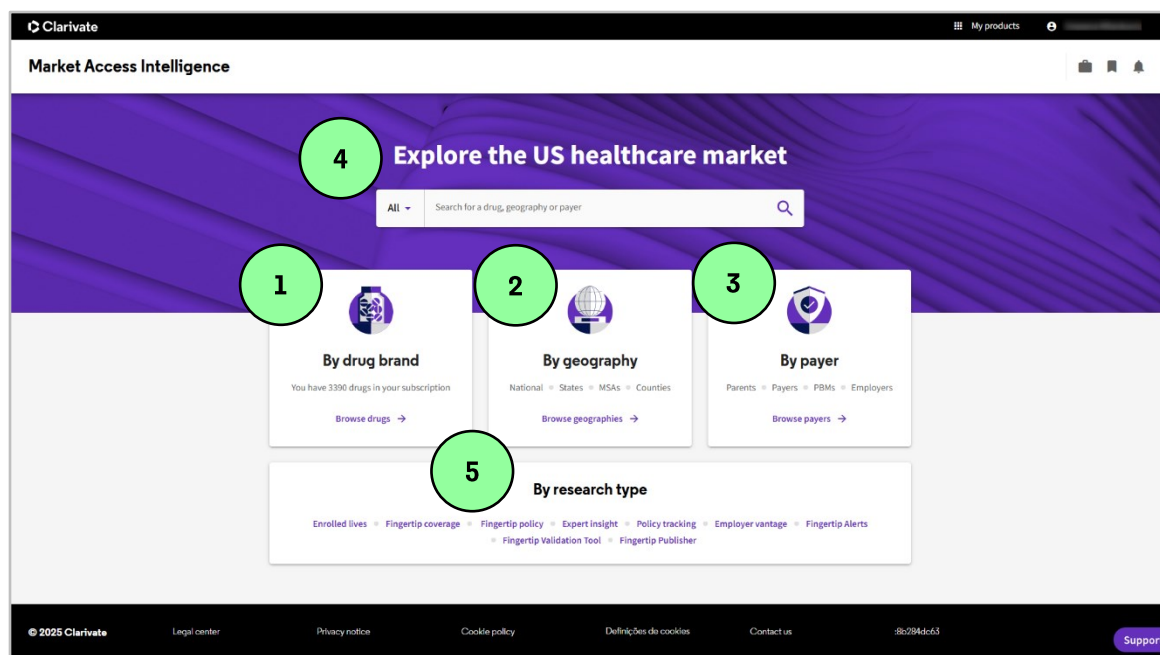 Clarivate
My products
Market Access Intelligence
4
Explore the US healthcare market
All
Search for a drug, geography or payer
1
2
3
By drug brand
You have 3390 drugs in your subscription
Browse drugs →
By geography
National States MSAs Counties
Browse geographies →
By payer
Parents Payers PBMs Employers
Browse payers →
5
By research type
Enrolled lives Fingertip coverage Fingertip policy Expert insight Policy tracking Employer vantage Fingertip Alerts
Fingertip Validation Tool Fingertip Publisher
© 2025 Clarivate Legal center Privacy notice Cookie policy Definições de cookies Contact us :8b284dc63
Support